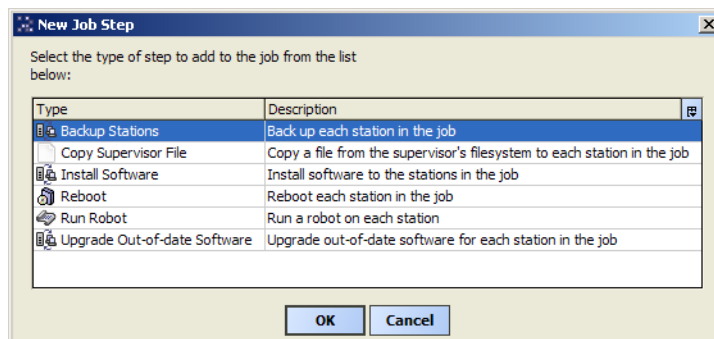 New Job Step
Select the type of step to add to the job from the list
below:
Type Description
Backup Stations Back up each station in the job
Copy Supervisor File Copy a file from the supervisor's filesystem to each station in the job
Install Software Install software to the stations in the job
Reboot Reboot each station in the job
Run Robot Run a robot on each station
Upgrade Out-of-date Software Upgrade out-of-date software for each station in the job
OK Cancel